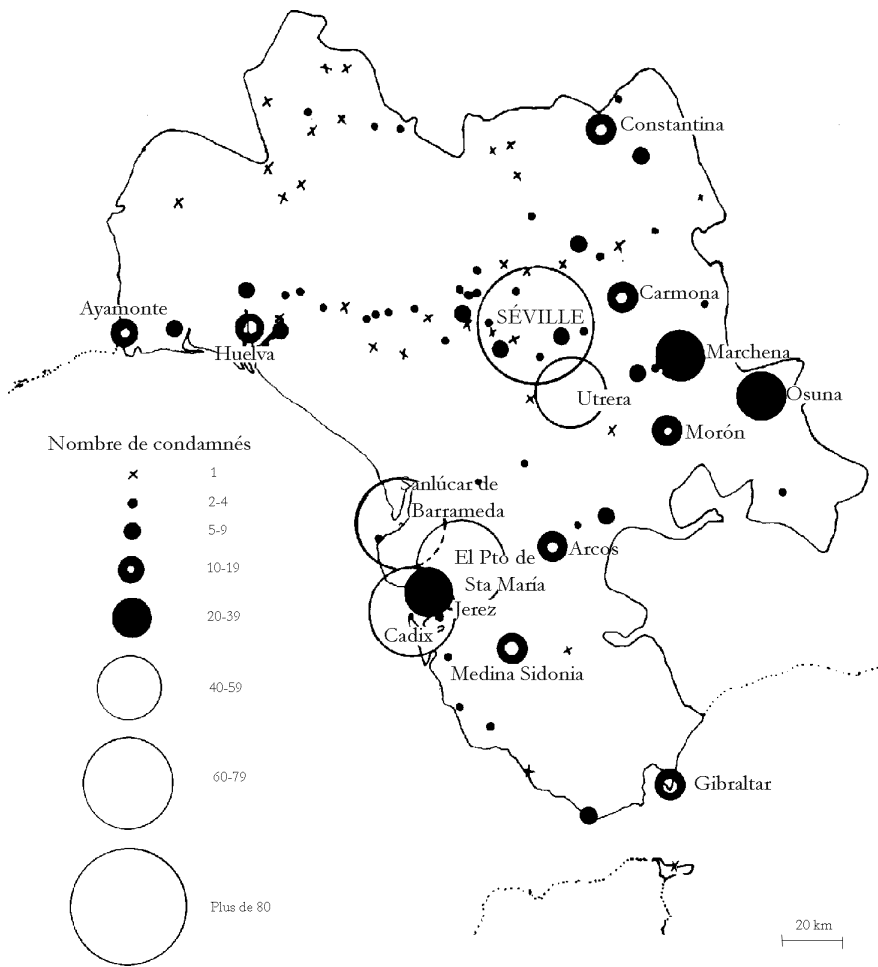 Constantina
Carmona
Ayamonte
SÉVILLE
Huelva
Marchena
Osuna
Utrera
Morón
Nombre de condamnés
1
2-4
5-9
10-19
20-39
40-59
60-79
Plus de 80
Sanlúcar de
Barrameda
El Pto de
Sta María
Arcos
Jerez
Cadix
Medina Sidonia
Gibraltar
20 km